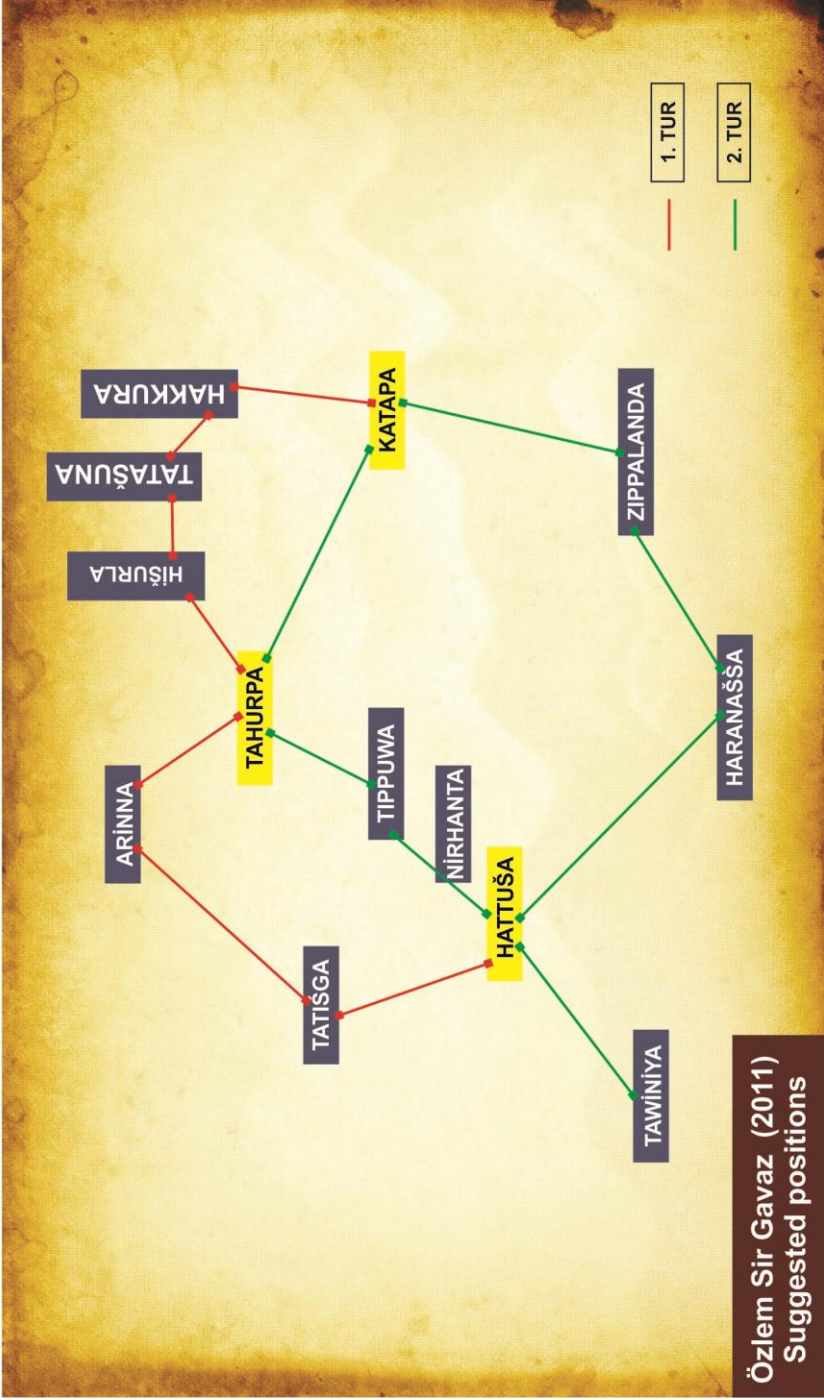 ARİNNA
HİŠURLA
TATAŠUNA
HAKKURA
TAHURPA
TATIŠGA
TIPPUWA
KATAPA
NİRHANTA
HATTUŠA
ZIPPALANDA
TAWİNİYA
HARANAŠŠA
1. TUR
2. TUR
Özlem Sir Gavaz (2011)
Suggested positions